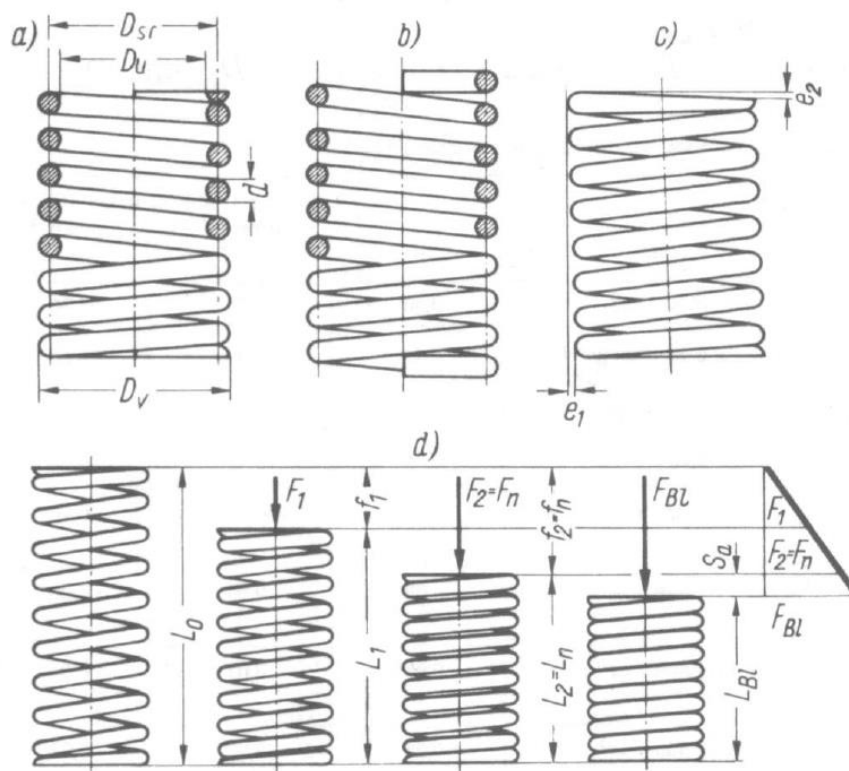 a)
D_sr
D_u
d
D_v
b)
c)
e_2
e_1
d)
L_0
F_1
f_1
L_1
F_2=F_n
f_2=f_n
L_2=L_n
F_Bl
S_a
L_Bl
F_1
F_2=F_n
F_Bl